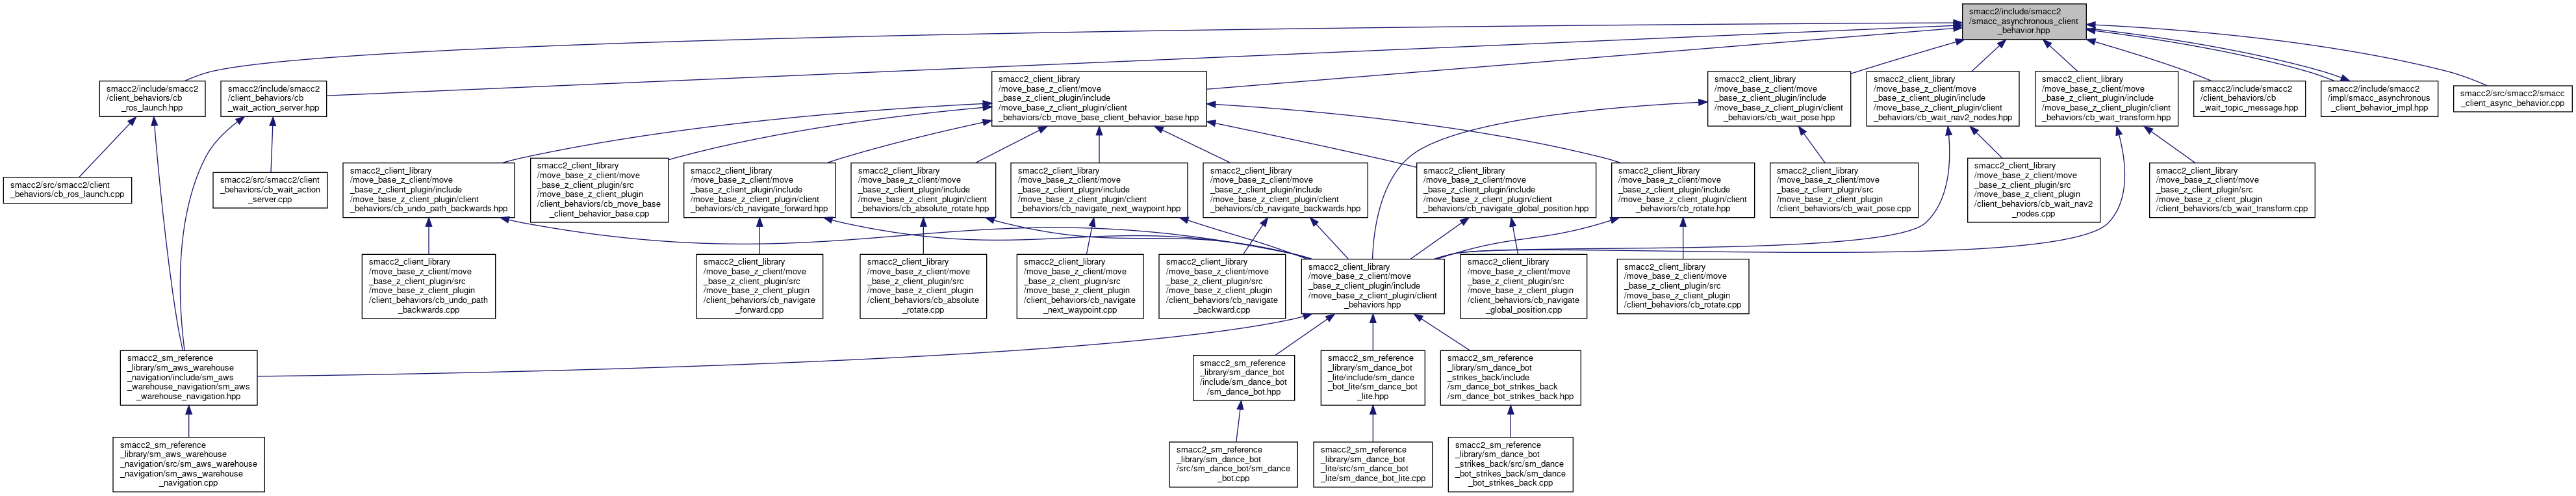 smacc2/include/smacc2
/smacc_asynchronous_client
_behavior.hpp
smacc2/include/smacc2
/client_behaviors/cb
_ros_launch.hpp
smacc2/include/smacc2
/client_behaviors/cb
_wait_action_server.hpp
smacc2_client_library
/move_base_z_client/move
_base_z_client_plugin/include
/move_base_z_client_plugin/client
_behaviors/cb_move_base_client_behavior_base.hpp
smacc2_client_library
/move_base_z_client/move
_base_z_client_plugin/include
/move_base_z_client_plugin/client
_behaviors/cb_wait_pose.hpp
smacc2_client_library
/move_base_z_client/move
_base_z_client_plugin/include
/move_base_z_client_plugin/client
_behaviors/cb_wait_nav2_nodes.hpp
smacc2_client_library
/move_base_z_client/move
_base_z_client_plugin/include
/move_base_z_client_plugin/client
_behaviors/cb_wait_transform.hpp
smacc2/include/smacc2
/client_behaviors/cb
_wait_topic_message.hpp
smacc2/include/smacc2
/impl/smacc_asynchronous
_client_behavior_impl.hpp
smacc2/src/smacc2/smacc
_client_async_behavior.cpp
smacc2/src/smacc2/client
_behaviors/cb_ros_launch.cpp
smacc2/src/smacc2/client
_behaviors/cb_wait_action
_server.cpp
smacc2_client_library
/move_base_z_client/move
_base_z_client_plugin/include
/move_base_z_client_plugin/client
_behaviors/cb_undo_path_backwards.hpp
smacc2_client_library
/move_base_z_client/move
_base_z_client_plugin/src
/move_base_z_client_plugin
/client_behaviors/cb_move_base
_client_behavior_base.cpp
smacc2_client_library
/move_base_z_client/move
_base_z_client_plugin/include
/move_base_z_client_plugin/client
_behaviors/cb_navigate_forward.hpp
smacc2_client_library
/move_base_z_client/move
_base_z_client_plugin/include
/move_base_z_client_plugin/client
_behaviors/cb_absolute_rotate.hpp
smacc2_client_library
/move_base_z_client/move
_base_z_client_plugin/include
/move_base_z_client_plugin/client
_behaviors/cb_navigate_next_waypoint.hpp
smacc2_client_library
/move_base_z_client/move
_base_z_client_plugin/include
/move_base_z_client_plugin/client
_behaviors/cb_navigate_backwards.hpp
smacc2_client_library
/move_base_z_client/move
_base_z_client_plugin/include
/move_base_z_client_plugin/client
_behaviors/cb_navigate_global_position.hpp
smacc2_client_library
/move_base_z_client/move
_base_z_client_plugin/include
/move_base_z_client_plugin/client
_behaviors/cb_rotate.hpp
smacc2_client_library
/move_base_z_client/move
_base_z_client_plugin/src
/move_base_z_client_plugin
/client_behaviors/cb_wait_pose.cpp
smacc2_client_library
/move_base_z_client/move
_base_z_client_plugin/src
/move_base_z_client_plugin
/client_behaviors/cb_wait_nav2
_nodes.cpp
smacc2_client_library
/move_base_z_client/move
_base_z_client_plugin/src
/move_base_z_client_plugin
/client_behaviors/cb_wait_transform.cpp
smacc2_client_library
/move_base_z_client/move
_base_z_client_plugin/src
/move_base_z_client_plugin
/client_behaviors/cb_undo_path
_backwards.cpp
smacc2_client_library
/move_base_z_client/move
_base_z_client_plugin/src
/move_base_z_client_plugin
/client_behaviors/cb_navigate
_forward.cpp
smacc2_client_library
/move_base_z_client/move
_base_z_client_plugin/src
/move_base_z_client_plugin
/client_behaviors/cb_absolute
_rotate.cpp
smacc2_client_library
/move_base_z_client/move
_base_z_client_plugin/src
/move_base_z_client_plugin
/client_behaviors/cb_navigate
_next_waypoint.cpp
smacc2_client_library
/move_base_z_client/move
_base_z_client_plugin/src
/move_base_z_client_plugin
/client_behaviors/cb_navigate
_backward.cpp
smacc2_client_library
/move_base_z_client/move
_base_z_client_plugin/include
/move_base_z_client_plugin/client
_behaviors.hpp
smacc2_client_library
/move_base_z_client/move
_base_z_client_plugin/src
/move_base_z_client_plugin
/client_behaviors/cb_navigate
_global_position.cpp
smacc2_client_library
/move_base_z_client/move
_base_z_client_plugin/src
/move_base_z_client_plugin
/client_behaviors/cb_rotate.cpp
smacc2_sm_reference
_library/sm_aws_warehouse
_navigation/include/sm_aws
_warehouse_navigation/sm_aws
_warehouse_navigation.hpp
smacc2_sm_reference
_library/sm_dance_bot
/include/sm_dance_bot
/sm_dance_bot.hpp
smacc2_sm_reference
_library/sm_dance_bot
_lite/include/sm_dance
_bot_lite/sm_dance_bot
_lite.hpp
smacc2_sm_reference
_library/sm_dance_bot
_strikes_back/include
/sm_dance_bot_strikes_back
/sm_dance_bot_strikes_back.hpp
smacc2_sm_reference
_library/sm_aws_warehouse
_navigation/src/sm_aws_warehouse
_navigation/sm_aws_warehouse
_navigation.cpp
smacc2_sm_reference
_library/sm_dance_bot
/src/sm_dance_bot/sm_dance
_bot.cpp
smacc2_sm_reference
_library/sm_dance_bot
_lite/src/sm_dance_bot
_lite/sm_dance_bot_lite.cpp
smacc2_sm_reference
_library/sm_dance_bot
_strikes_back/src/sm_dance
_bot_strikes_back/sm_dance
_bot_strikes_back.cpp